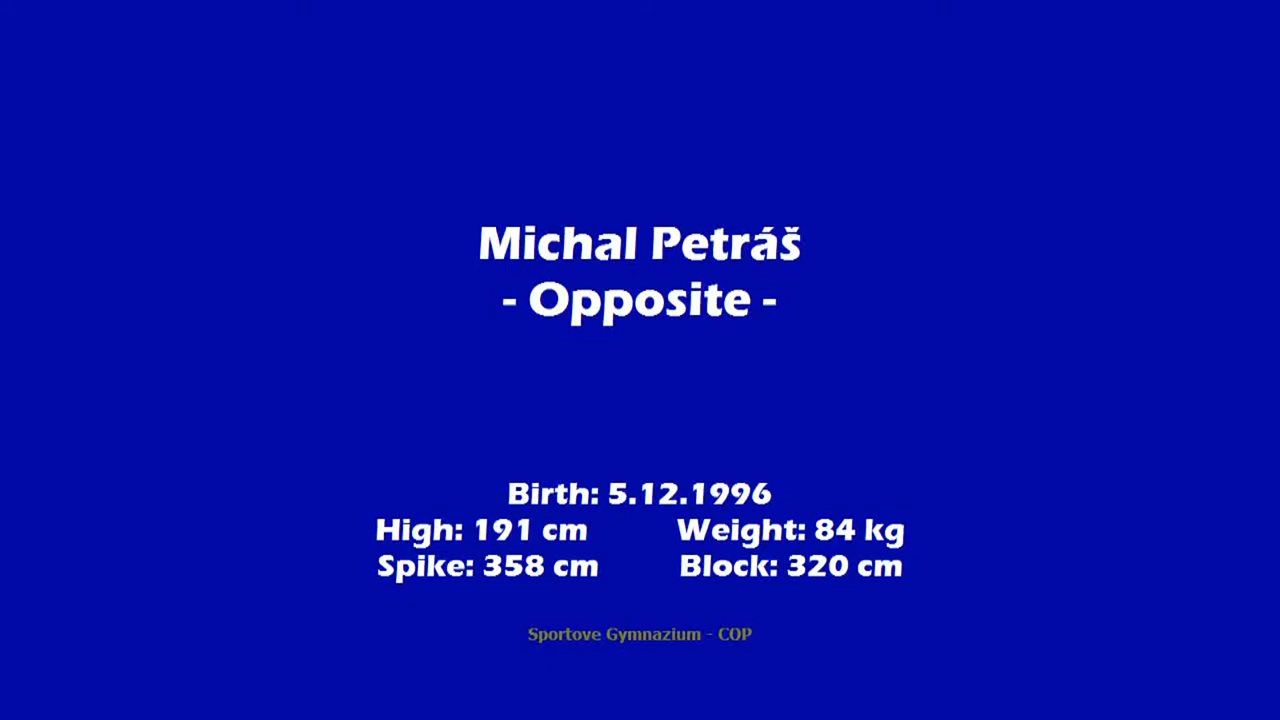 Michal Petráš
- Opposite -
Birth: 5.12.1996
High: 191 cm Weight: 84 kg
Spike: 358 cm Block: 320 cm
Sportove Gymnazium - COP